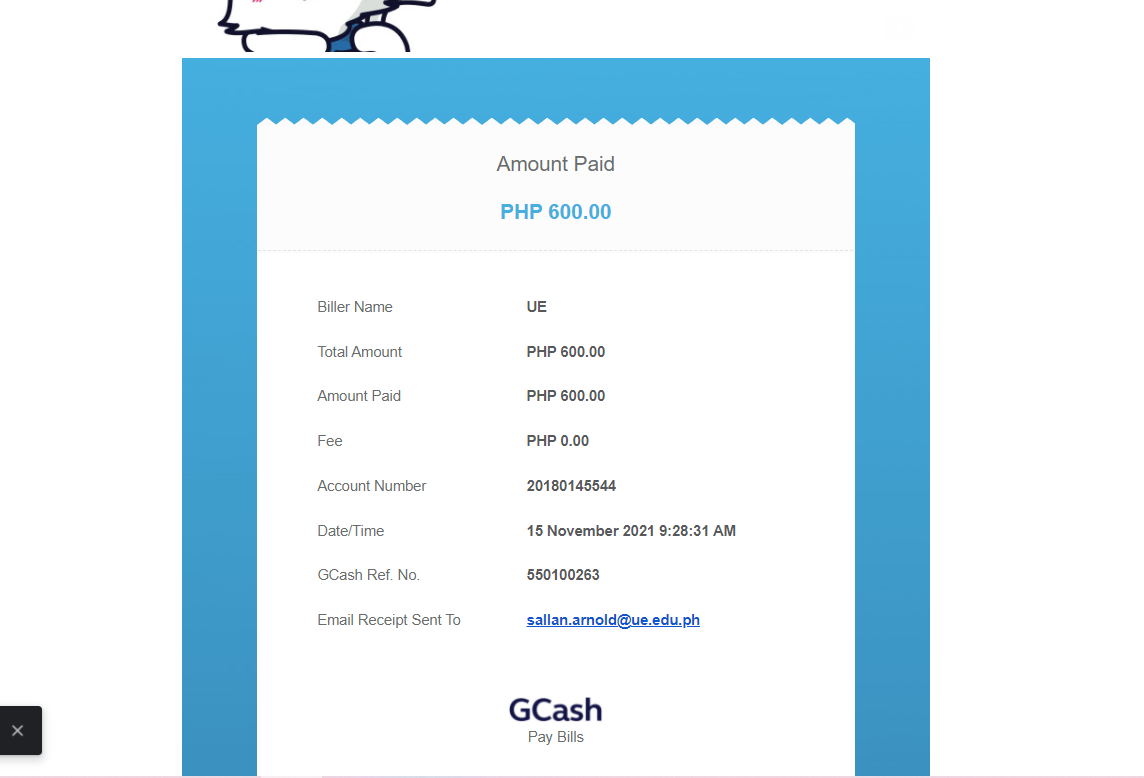 Amount Paid
PHP 600.00
Biller Name UE
Total Amount PHP 600.00
Amount Paid PHP 600.00
Fee PHP 0.00
Account Number 20180145544
Date/Time 15 November 2021 9:28:31 AM
GCash Ref. No. 550100263
Email Receipt Sent To sallan.arnold@ue.edu.ph
GCash
Pay Bills